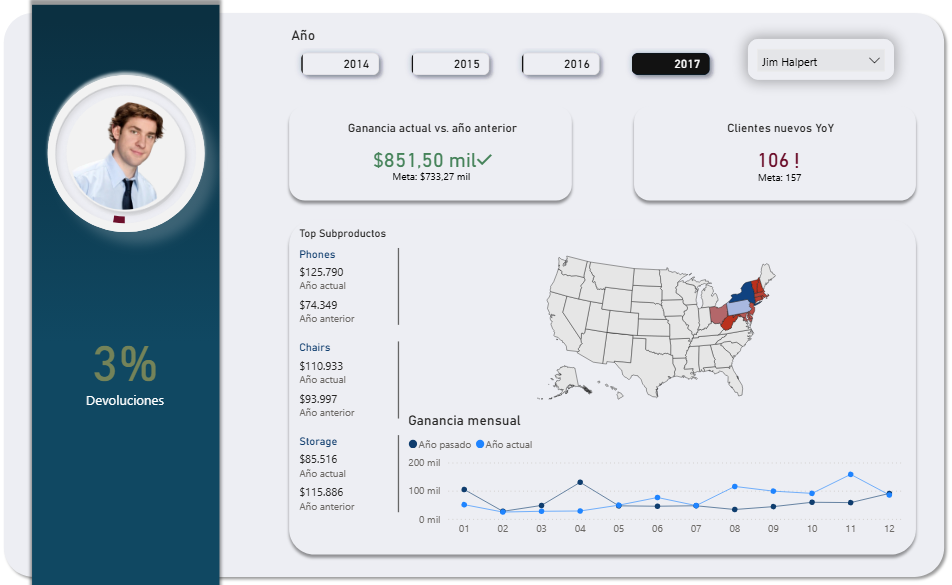 Año
2014
2015
2016
2017
Jim Halpert
Ganancia actual vs. año anterior
$851,50 mil
Meta: $733,27 mil
Clientes nuevos YoY
106 !
Meta: 157
3%
Devoluciones
Top Subproductos
Phones
$125.790
Año actual
$74.349
Año anterior
Chairs
$110.933
Año actual
$93.997
Año anterior
Storage
$85.516
Año actual
$115.886
Año anterior
Ganancia mensual
Año pasado Año actual
200 mil
100 mil
0 mil
01 02 03 04 05 06 07 08 09 10 11 12